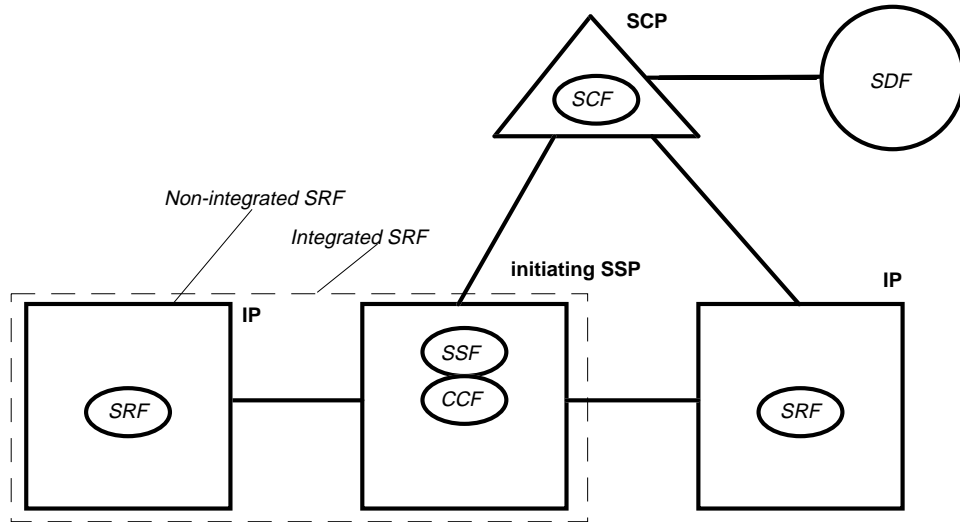 SCP
SDF
SCF
Non-integrated SRF
Integrated SRF
initiating SSP
IP
IP
SSF
SRF
CCF
SRF